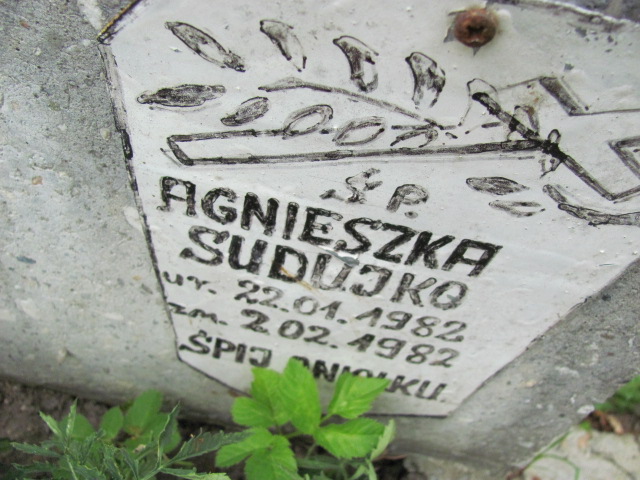 Ś P.
AGNIESZKA
SUDUJKO
ur. 22.01.1982
zm. 2.02.1982
ŚPIJ ANIOŁKU